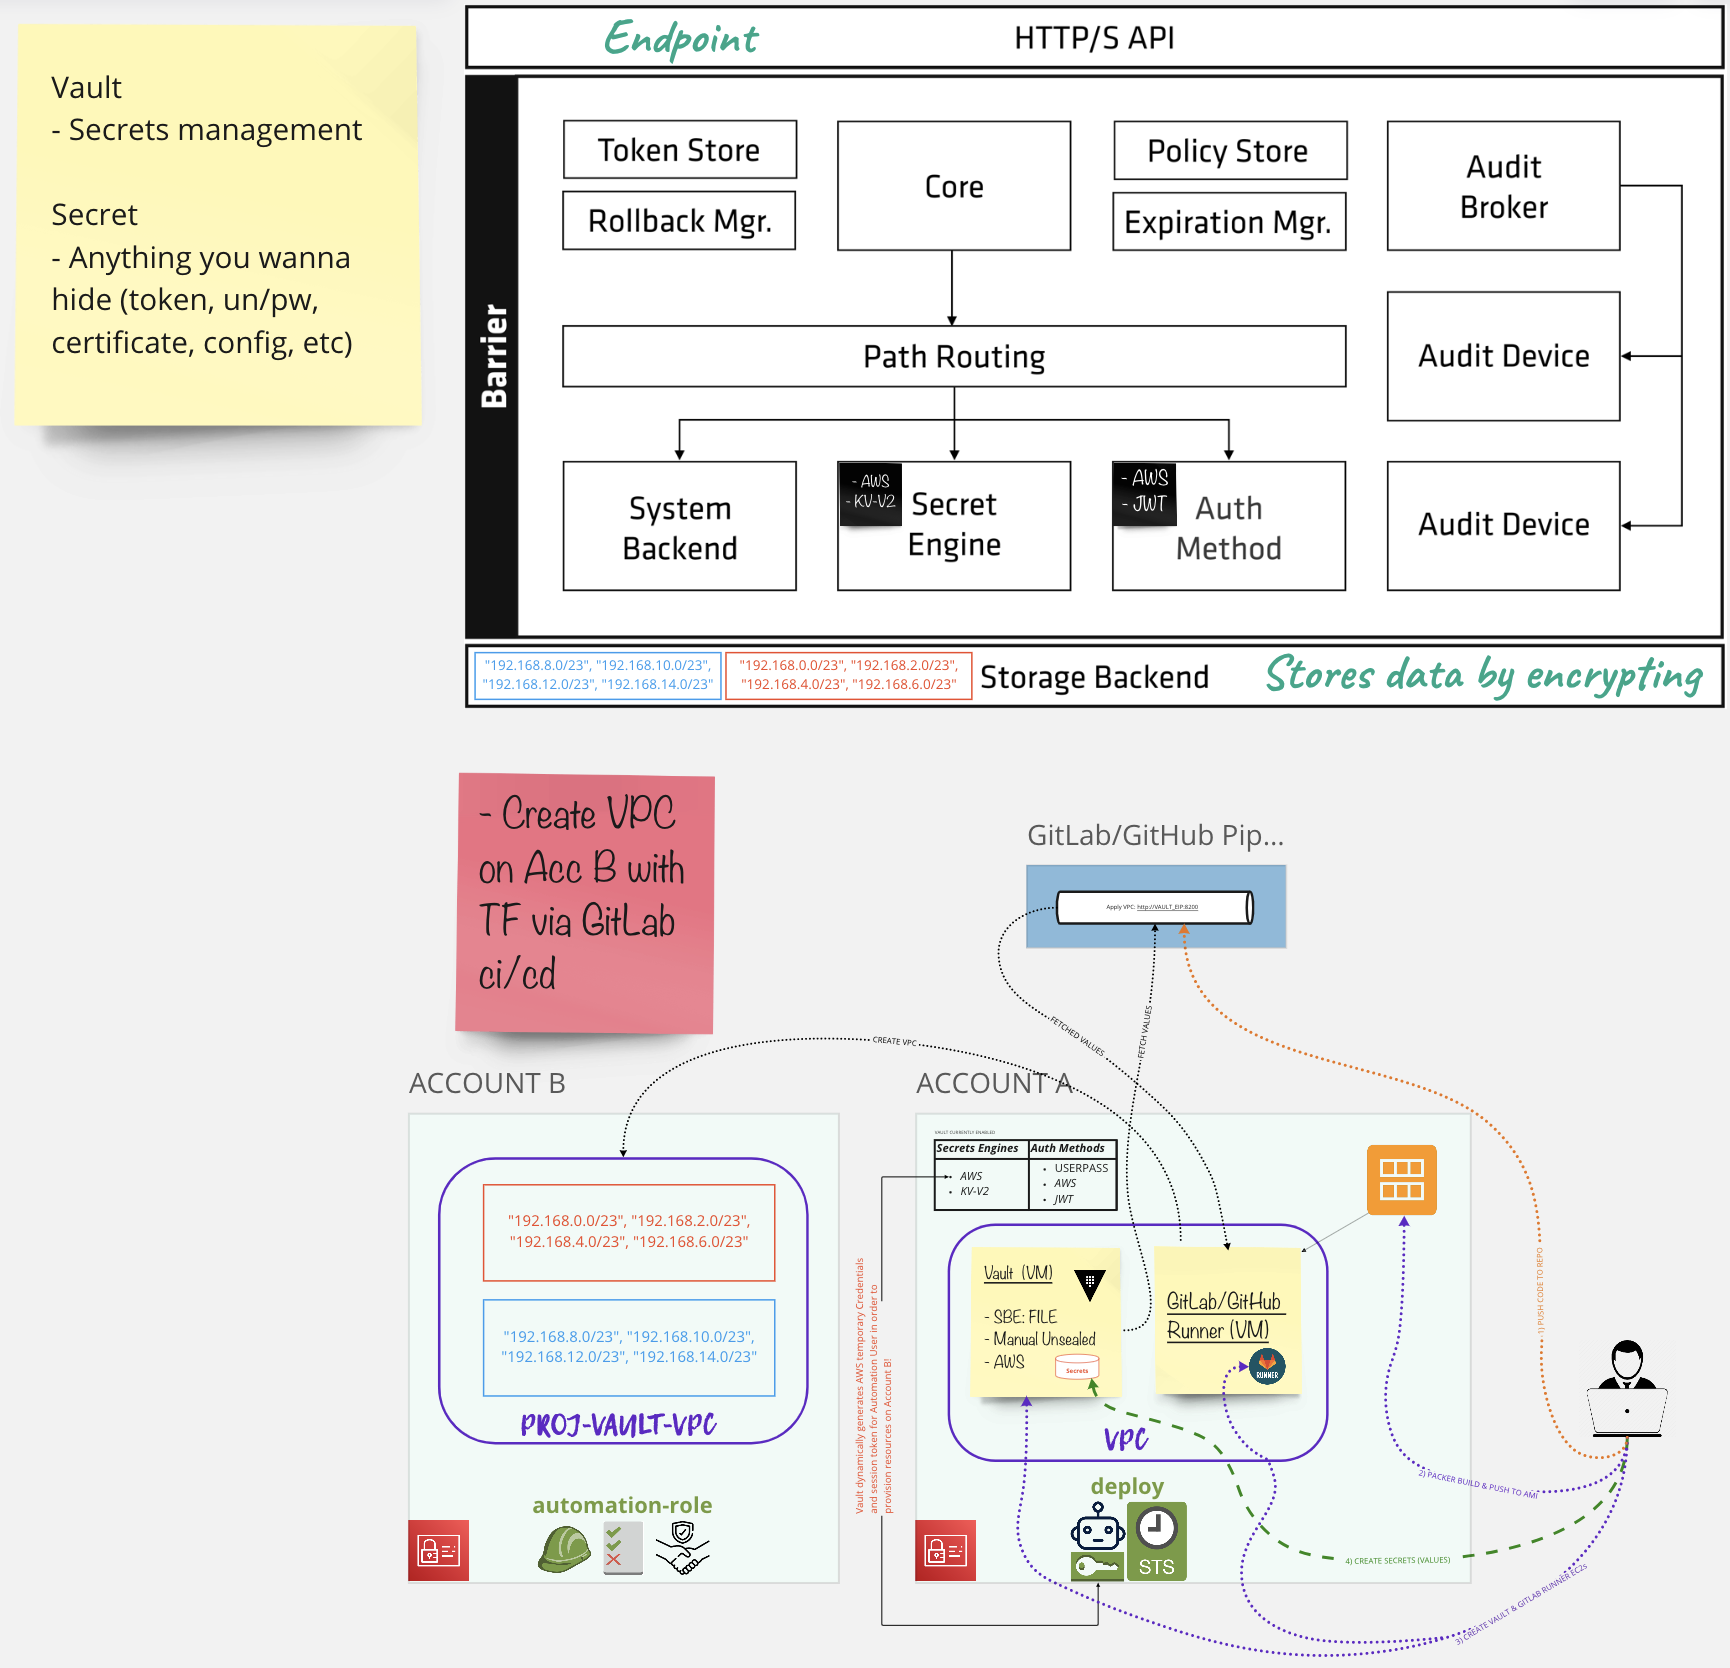 Vault
- Secrets management
Secret
- Anything you wanna
hide (token, un/pw,
certificate, config, etc)
Endpoint
HTTP/S API
Barrier
Token Store
Rollback Mgr.
Core
Policy Store
Expiration Mgr.
Audit
Broker
Path Routing
Audit Device
System
Backend
- AWS
- KV-V2
Secret
Engine
- AWS
- JWT
Auth
Method
Audit Device
"192.168.8.0/23", "192.168.10.0/23",
"192.168.12.0/23", "192.168.14.0/23"
"192.168.0.0/23", "192.168.2.0/23",
"192.168.4.0/23", "192.168.6.0/23"
Storage Backend
Stores data by encrypting
- Create VPC
on Acc B with
TF via GitLab
ci/cd
GitLab/GitHub Pip...
Apply VPC: http://VAULT_EIP:8200
FETCHED VALUES
FETCH VALUES
CREATE VPC
ACCOUNT B
"192.168.0.0/23", "192.168.2.0/23",
"192.168.4.0/23", "192.168.6.0/23"
"192.168.8.0/23", "192.168.10.0/23",
"192.168.12.0/23", "192.168.14.0/23"
PROJ-VAULT-VPC
automation-role
Vault dynamically generates AWS temporary Credentials
and session token for Automation User in order to
provision resources on Account B!
ACCOUNT A
VAULT CURRENTLY ENABLED
Secrets Engines
Auth Methods
• AWS
• KV-V2
• USERPASS
• AWS
• JWT
Vault (VM)
- SBE: FILE
- Manual Unsealed
- AWS
Secrets
GitLab/GitHub
Runner (VM)
RUNNER
VPC
deploy
STS
1) PUSH CODE TO REPO
2) PACKER BUILD & PUSH TO AMI
4) CREATE SECRETS (VALUES)
3) CREATE VAULT & GITLAB RUNNER EC2s